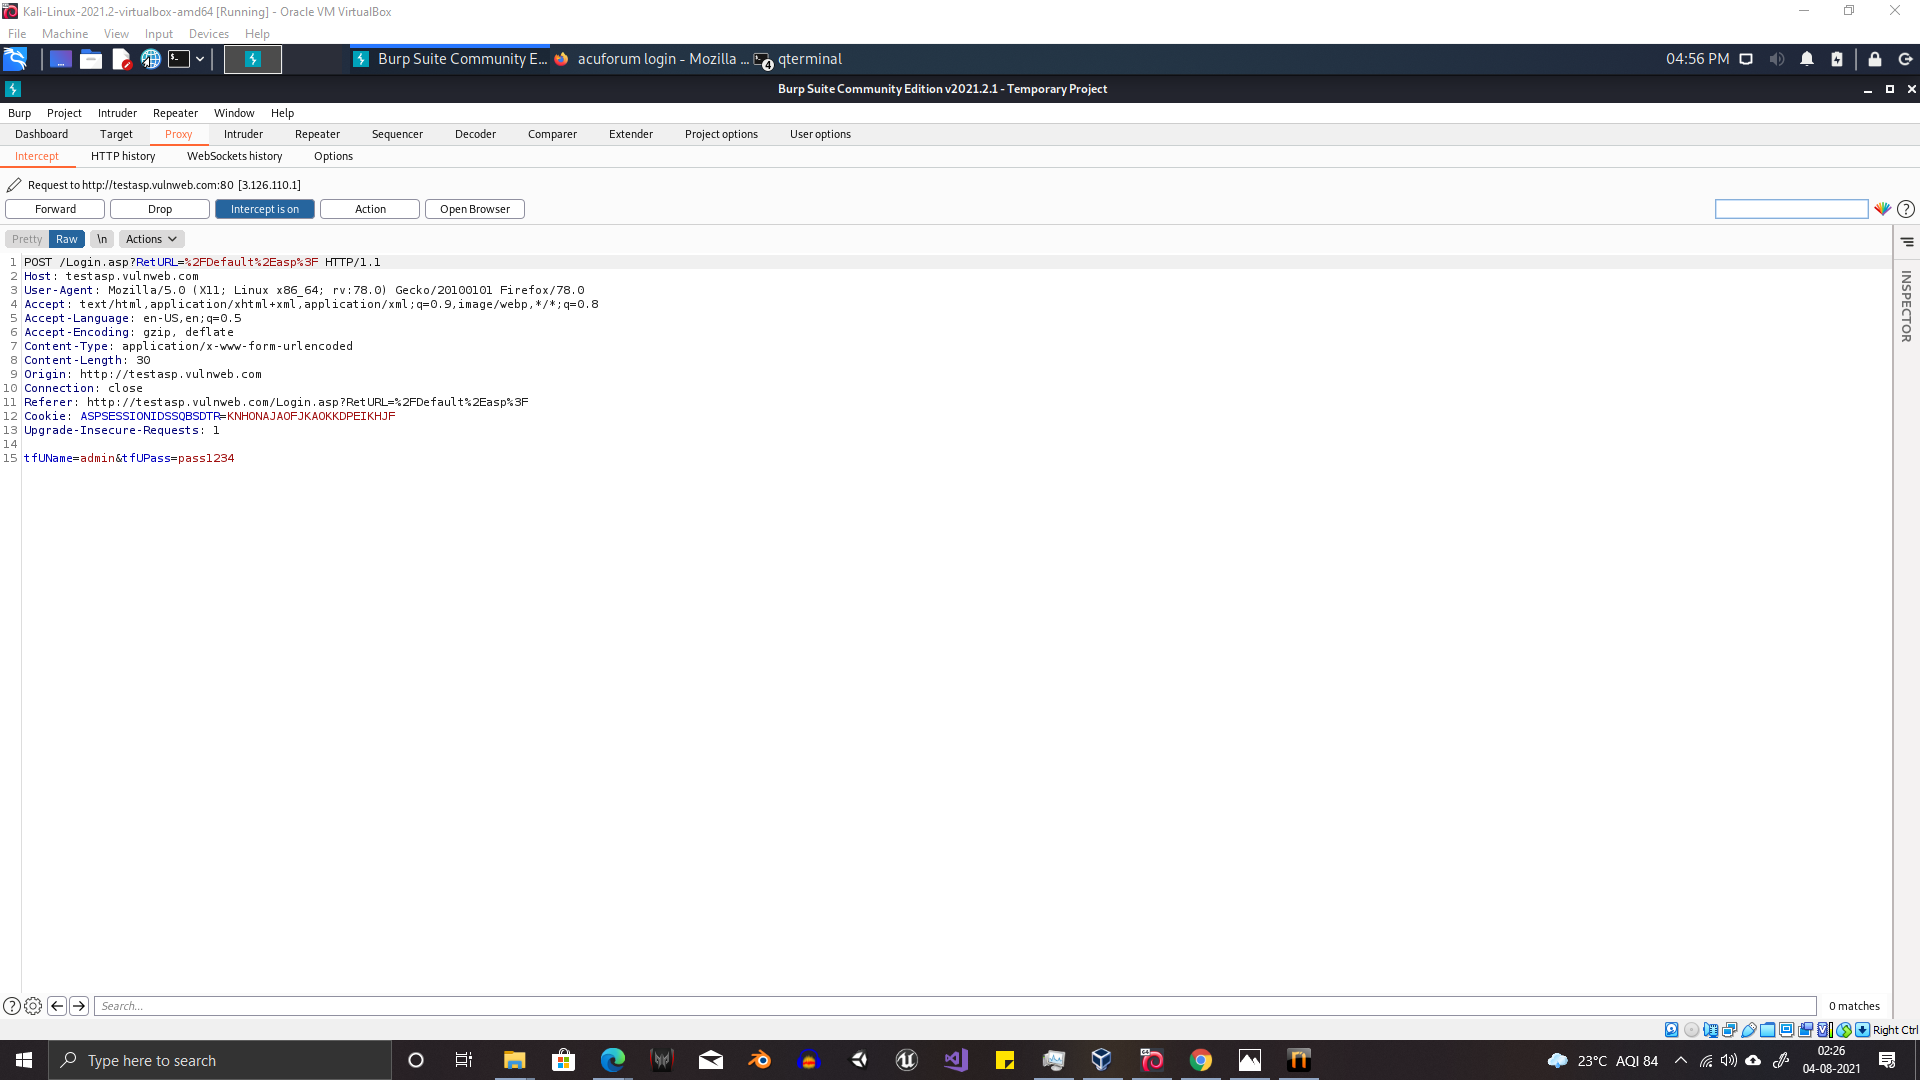 Kali-Linux-2021.2-virtualbox-amd64 [Running] - Oracle VM VirtualBox
File Machine View Input Devices Help
Burp Suite Community E... acuforum login - Mozilla ... 4 qterminal 04:56 PM
Burp Suite Community Edition v2021.2.1 - Temporary Project
Burp Project Intruder Repeater Window Help
Dashboard Target Proxy Intruder Repeater Sequencer Decoder Comparer Extender Project options User options
Intercept HTTP history WebSockets history Options
Request to http://testasp.vulnweb.com:80 [3.126.110.1]
Forward Drop Intercept is on Action Open Browser ?
Pretty Raw \n Actions
INSPECTOR
1 POST /Login.asp?RetURL=%2FDefault%2Easp%3F HTTP/1.1
2 Host: testasp.vulnweb.com
3 User-Agent: Mozilla/5.0 (X11; Linux x86_64; rv:78.0) Gecko/20100101 Firefox/78.0
4 Accept: text/html,application/xhtml+xml,application/xml;q=0.9,image/webp,*/*;q=0.8
5 Accept-Language: en-US,en;q=0.5
6 Accept-Encoding: gzip, deflate
7 Content-Type: application/x-www-form-urlencoded
8 Content-Length: 30
9 Origin: http://testasp.vulnweb.com
10 Connection: close
11 Referer: http://testasp.vulnweb.com/Login.asp?RetURL=%2FDefault%2Easp%3F
12 Cookie: ASPSESSIONIDSSQBSDTR=KNHONAJAOFJKAOKKDPEIKHJF
13 Upgrade-Insecure-Requests: 1
14
15 tfUName=admin&tfUPass=pass1234
? Search... 0 matches
Right Ctrl
Type here to search 23°C AQI 84 02:26
04-08-2021